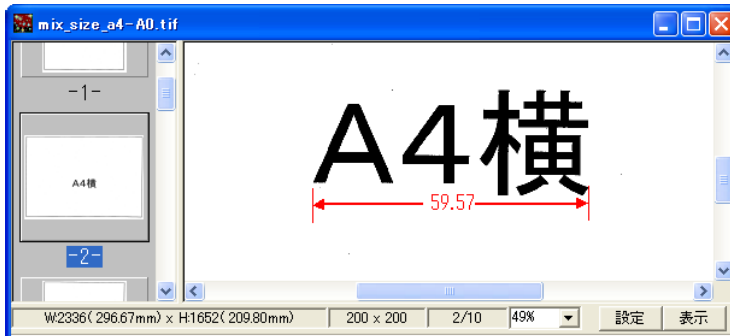 mix_size_a4-A0.tif
-1-
A4横
-2-
A4横
59.57
W:2336( 296.67mm) x H:1652( 209.80mm)
200 x 200
2/10
49%
設定
表示